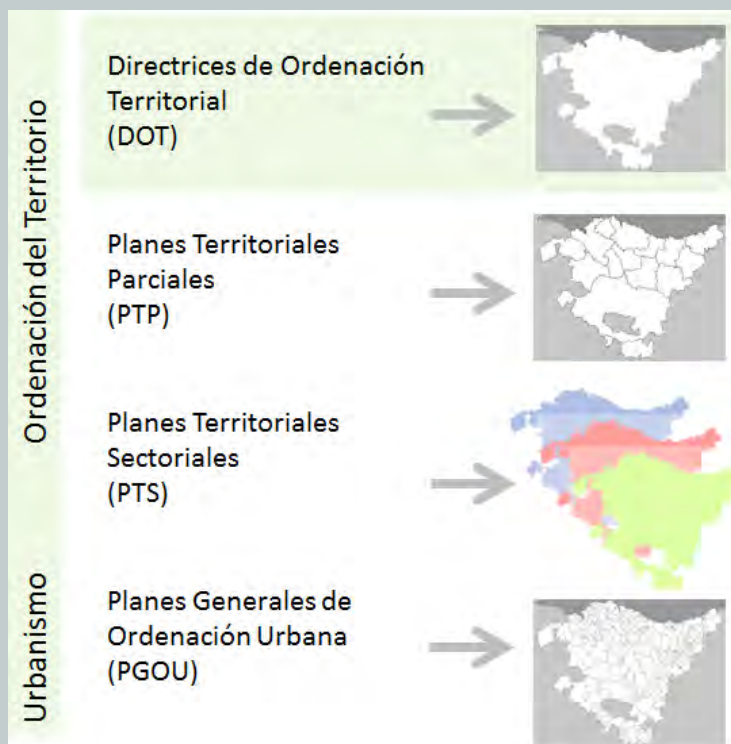 Ordenación del Territorio
Directrices de Ordenación
Territorial
(DOT)
Planes Territoriales
Parciales
(PTP)
Planes Territoriales
Sectoriales
(PTS)
Urbanismo
Planes Generales de
Ordenación Urbana
(PGOU)